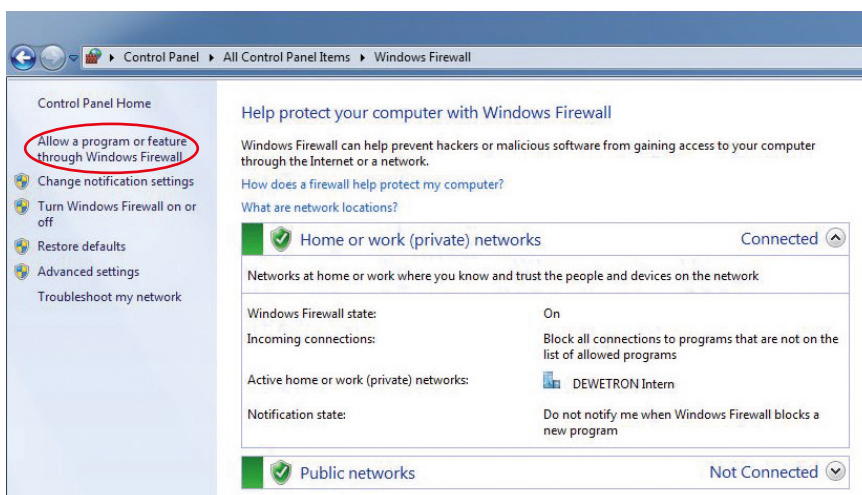 Control Panel
All Control Panel Items
Windows Firewall
Control Panel Home
Allow a program or feature
through Windows Firewall
Change notification settings
Turn Windows Firewall on or
off
Restore defaults
Advanced settings
Troubleshoot my network
Help protect your computer with Windows Firewall
Windows Firewall can help prevent hackers or malicious software from gaining access to your computer
through the Internet or a network.
How does a firewall help protect my computer?
What are network locations?
Home or work (private) networks
Connected
Networks at home or work where you know and trust the people and devices on the network
Windows Firewall state:
On
Incoming connections:
Block all connections to programs that are not on the
list of allowed programs
Active home or work (private) networks:
DEWETRON Intern
Notification state:
Do not notify me when Windows Firewall blocks a
new program
Public networks
Not Connected